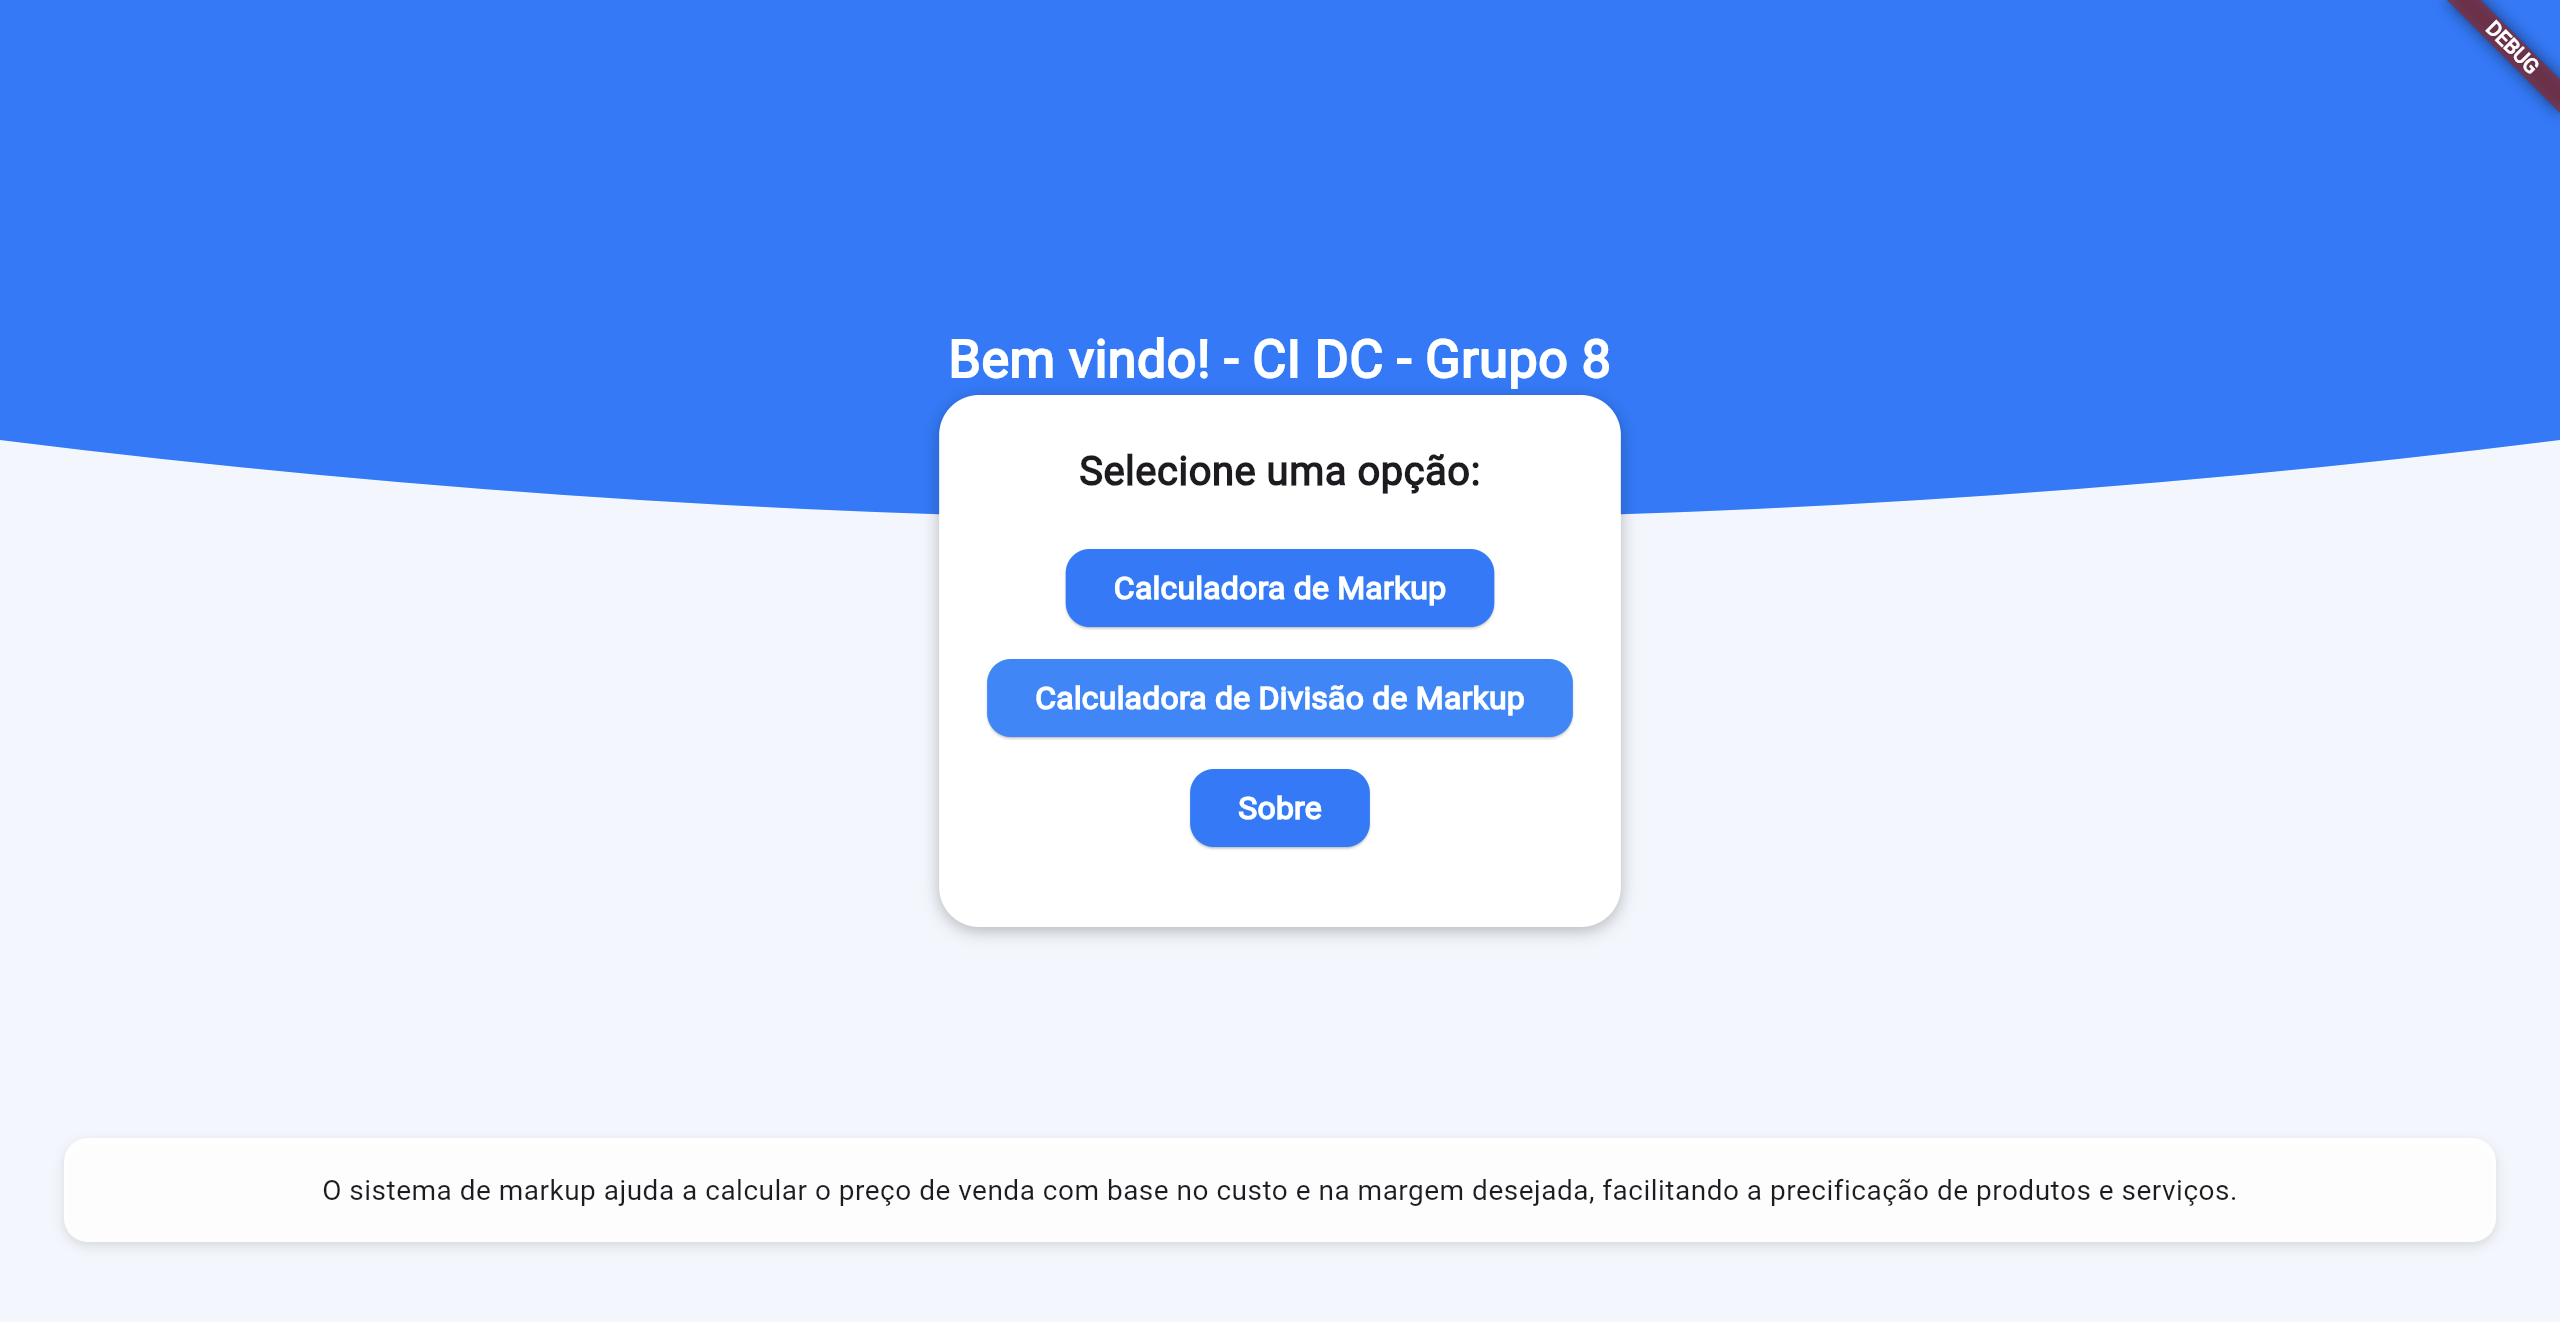 DEBUG
Bem vindo! - CI DC - Grupo 8
Selecione uma opção:
Calculadora de Markup
Calculadora de Divisão de Markup
Sobre
O sistema de markup ajuda a calcular o preço de venda com base no custo e na margem desejada, facilitando a precificação de produtos e serviços.